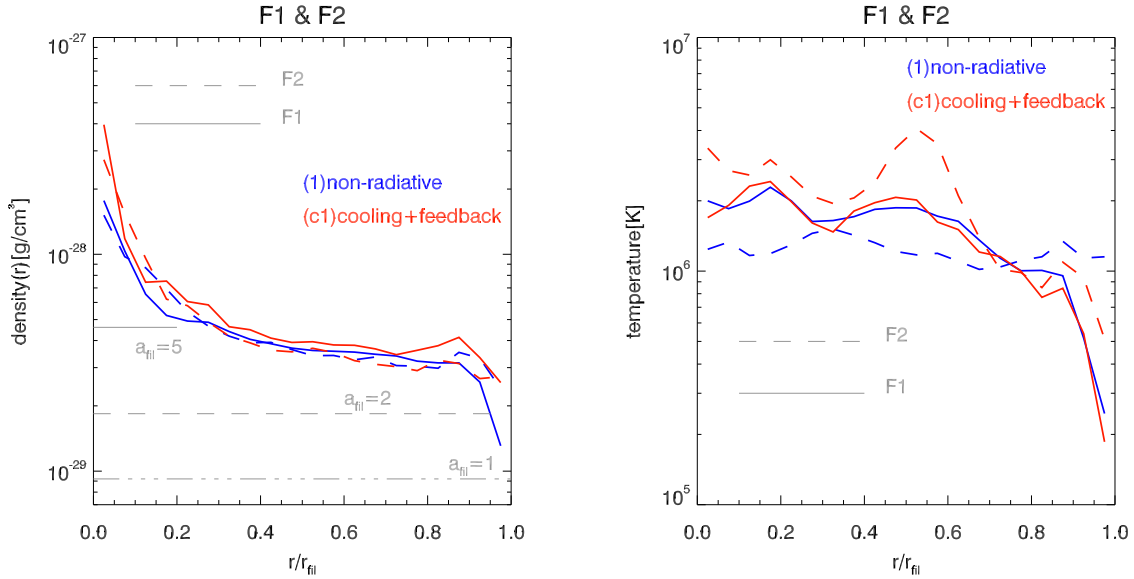 F1 & F2
10⁻²⁷
F2
F1
(1)non-radiative
(c1)cooling+feedback
10⁻²⁸
density(r)[g/cm³]
a_fil=5
a_fil=2
a_fil=1
10⁻²⁹
0.0 0.2 0.4 0.6 0.8 1.0
r/r_fil
F1 & F2
10⁷
(1)non-radiative
(c1)cooling+feedback
temperature[K]
10⁶
F2
F1
10⁵
0.0 0.2 0.4 0.6 0.8 1.0
r/r_fil